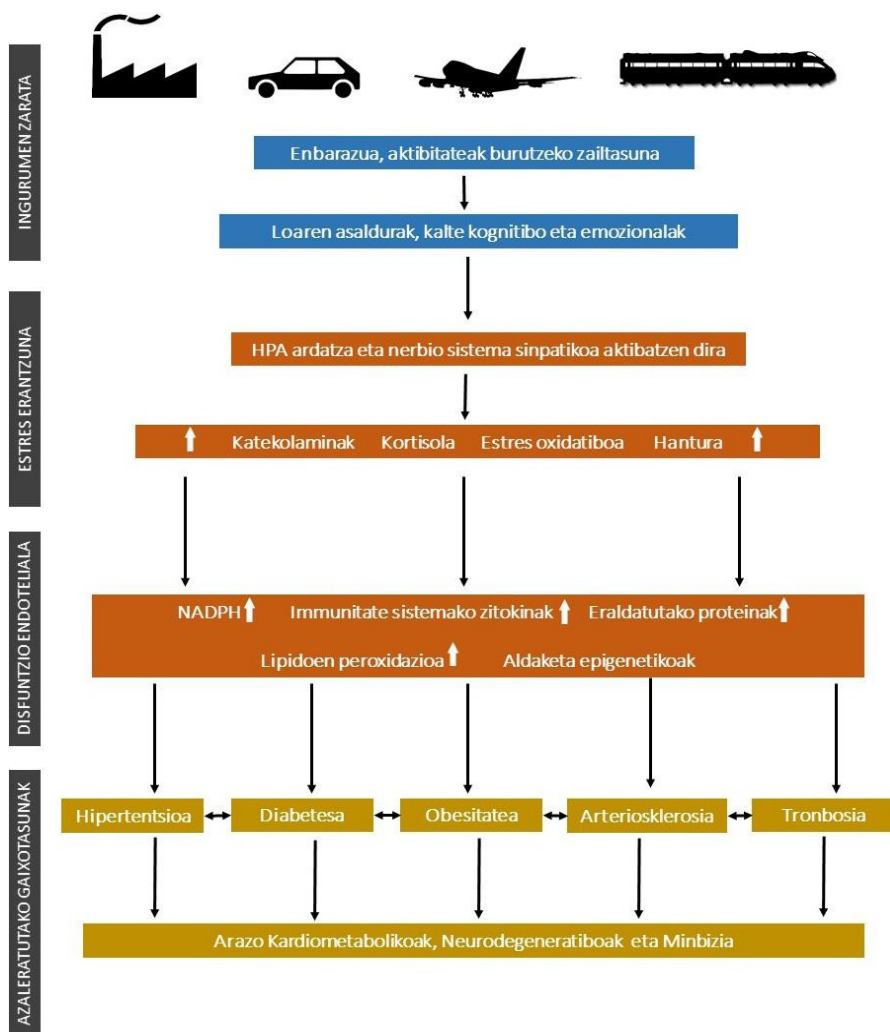 INGURUMEN ZARATA
Enbarazua, aktibitateak burutzeko zailtasuna
Loaren asaldurak, kalte kognitibo eta emozionalak
ESTRES ERANTZUNA
HPA ardatza eta nerbio sistema sinpatikoa aktibatzen dira
Katekolaminak Kortisola Estres oxidatiboa Hantura
DISFUNTZIO ENDOTELIALA
NADPH Immunitate sistemako zitokinak Eraldatutako proteinak
Lipidoen peroxidazioa Aldaketa epigenetikoak
AZALERATUTAKO GAIXOTASUNAK
Hipertentsioa Diabetesa Obesitatea Arteriosklerosia Tronbosia
Arazo Kardiometabolikoak, Neurodegeneratiboak eta Minbizia